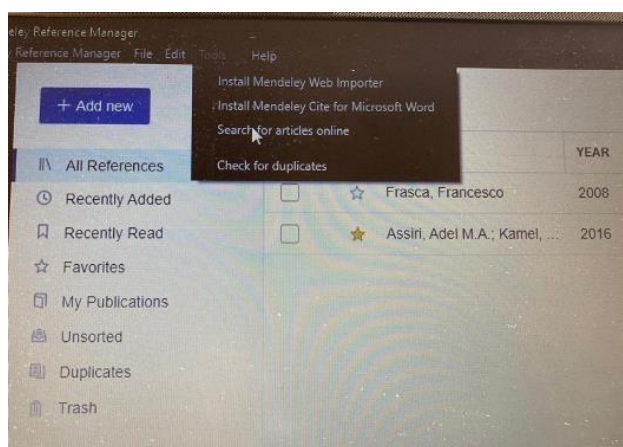 eley Reference Manager
Reference Manager File Edit Tools Help
Install Mendeley Web Importer
Install Mendeley Cite for Microsoft Word
Search for articles online
Check for duplicates
+ Add new
YEAR
All References
Frasca, Francesco 2008
Recently Added
Assiri, Adel M.A.; Kamel, ... 2016
Recently Read
Favorites
My Publications
Unsorted
Duplicates
Trash